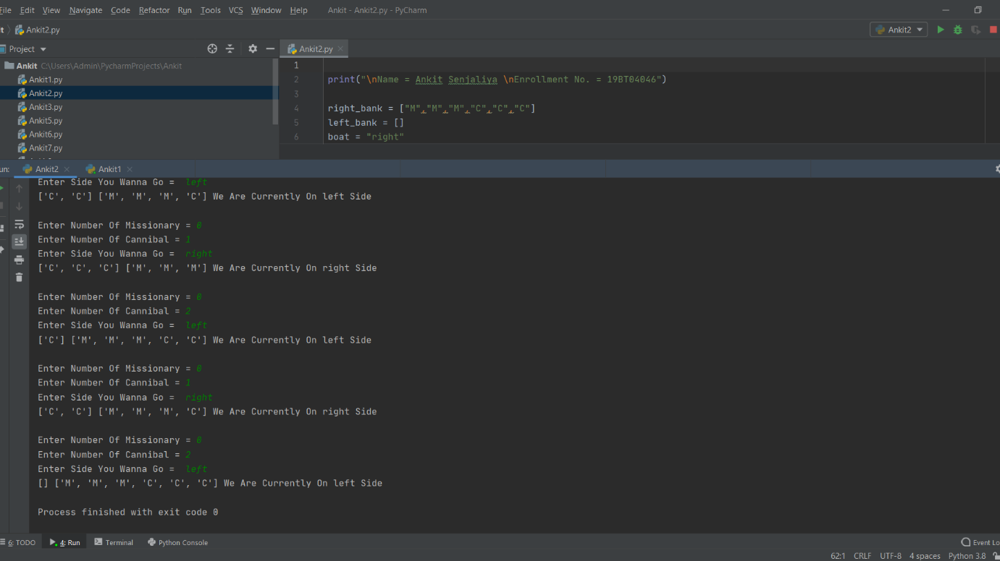 File Edit View Navigate Code Refactor Run Tools VCS Window Help Ankit - Ankit2.py - PyCharm
Ankit2.py Ankit2
Project Ankit2.py
Ankit C:\Users\Admin\PycharmProjects\Ankit
Ankit1.py
Ankit2.py
Ankit3.py
Ankit5.py
Ankit6.py
Ankit7.py
1
2 print("\nName = Ankit Senjaliya \nEnrollment No. = 19BT04046")
3
4 right_bank = ["M","M","M","C","C","C"]
5 left_bank = []
6 boat = "right"
un: Ankit2 Ankit1
Enter Side You Wanna Go = left
['C', 'C'] ['M', 'M', 'M', 'C'] We Are Currently On left Side
Enter Number Of Missionary = 0
Enter Number Of Cannibal = 1
Enter Side You Wanna Go = right
['C', 'C', 'C'] ['M', 'M', 'M'] We Are Currently On right Side
Enter Number Of Missionary = 0
Enter Number Of Cannibal = 2
Enter Side You Wanna Go = left
['C'] ['M', 'M', 'M', 'C', 'C'] We Are Currently On left Side
Enter Number Of Missionary = 0
Enter Number Of Cannibal = 1
Enter Side You Wanna Go = right
['C', 'C'] ['M', 'M', 'M', 'C'] We Are Currently On right Side
Enter Number Of Missionary = 0
Enter Number Of Cannibal = 2
Enter Side You Wanna Go = left
[] ['M', 'M', 'M', 'C', 'C', 'C'] We Are Currently On left Side
Process finished with exit code 0
6: TODO 4: Run Terminal Python Console Event Lo
62:1 CRLF UTF-8 4 spaces Python 3.8